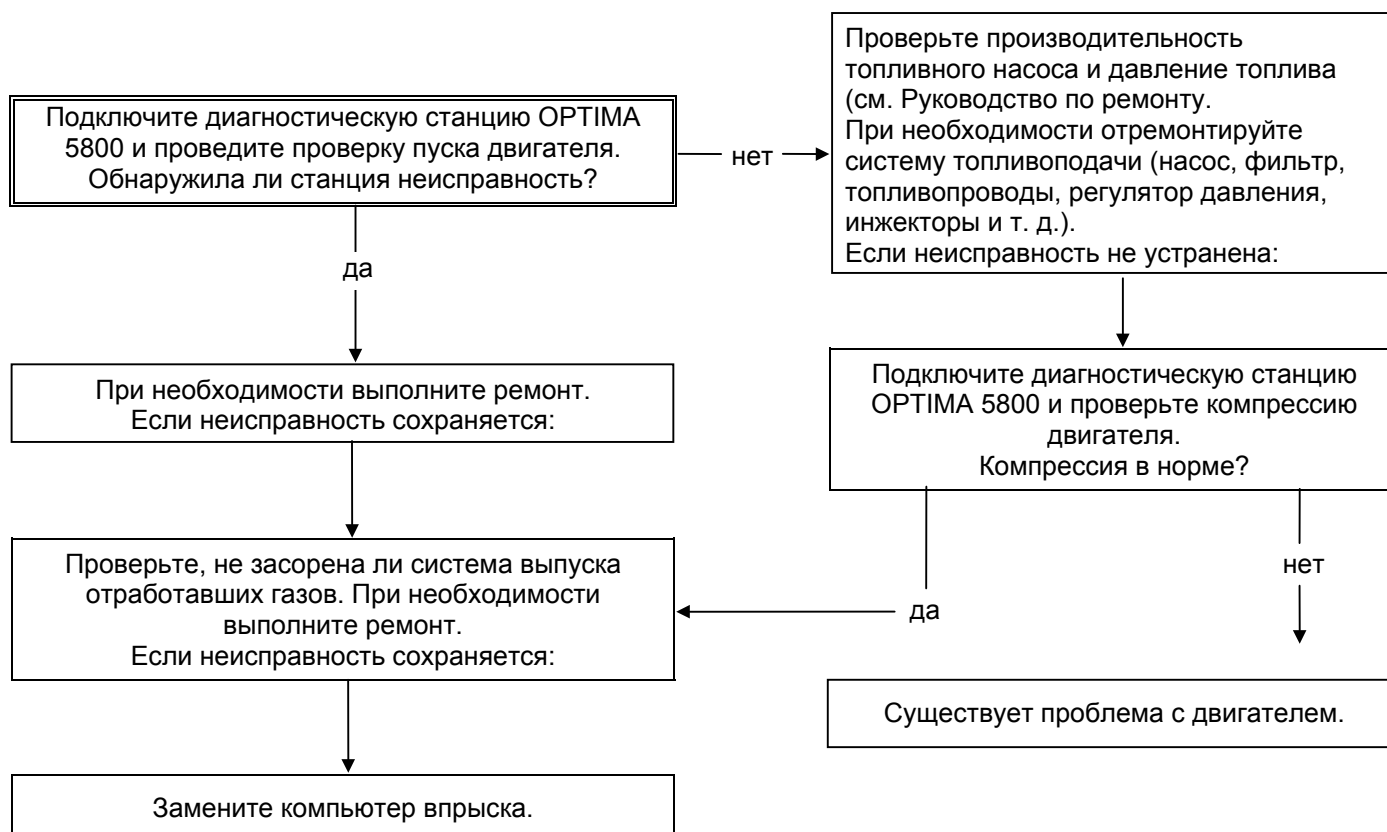 Подключите диагностическую станцию OPTIMA
5800 и проведите проверку пуска двигателя.
Обнаружила ли станция неисправность?
нет
Проверьте производительность
топливного насоса и давление топлива
(см. Руководство по ремонту.
При необходимости отремонтируйте
систему топливоподачи (насос, фильтр,
топливопроводы, регулятор давления,
инжекторы и т. д.).
Если неисправность не устранена:
да
При необходимости выполните ремонт.
Если неисправность сохраняется:
Подключите диагностическую станцию
OPTIMA 5800 и проверьте компрессию
двигателя.
Компрессия в норме?
Проверьте, не засорена ли система выпуска
отработавших газов. При необходимости
выполните ремонт.
Если неисправность сохраняется:
да
нет
Существует проблема с двигателем.
Замените компьютер впрыска.